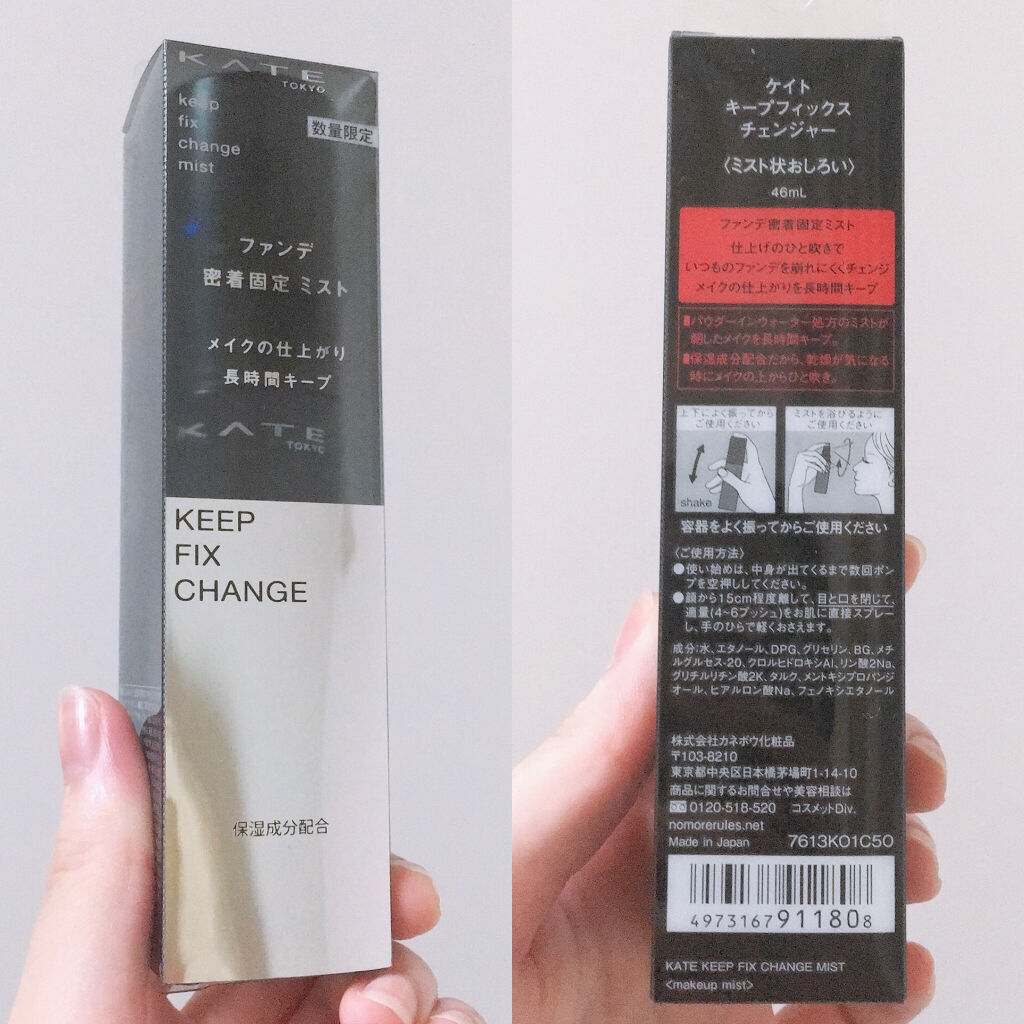 KATE
TOKYO
keep
fix
change
mist
数量限定
ファンデ
密着固定 ミスト
メイクの仕上がり
長時間キープ
KATE
TOKYO
KEEP
FIX
CHANGE
保湿成分配合
ケイト
キープフィックス
チェンジャー
〈ミスト状おしろい〉
46mL
ファンデ密着固定ミスト
仕上げのひと吹きで
いつものファンデを崩れにくくチェンジ
メイクの仕上がりを長時間キープ
■パウダーインウォーター処方のミストが
朝したメイクを長時間キープ。
■保湿成分配合だから、乾燥が気になる
時にメイクの上からひと吹き。
上下によく振ってから
ご使用ください
shake
ミストを浴びるように
ご使用ください
容器をよく振ってからご使用ください
〈ご使用方法〉
●使い始めは、中身が出てくるまで数回ポン
プを空押ししてください。
●顔から15cm程度離して、目と口を閉じて、
適量(4~6プッシュ)をお肌に直接スプレー
し、手のひらで軽くおさえます。
成分:水、エタノール、DPG、グリセリン、BG、メチ
ルグルセス-20、クロルヒドロキシAl、リン酸2Na、
グリチルリチン酸2K、タルク、メントキシプロパンジ
オール、ヒアルロン酸Na、フェノキシエタノール
株式会社カネボウ化粧品
〒103-8210
東京都中央区日本橋茅場町1-14-10
商品に関するお問合せや美容相談は
0120-518-520 コスメットDiv.
nomorerules.net
Made in Japan 7613K01C50
4973167911808
KATE KEEP FIX CHANGE MIST
<makeup mist>